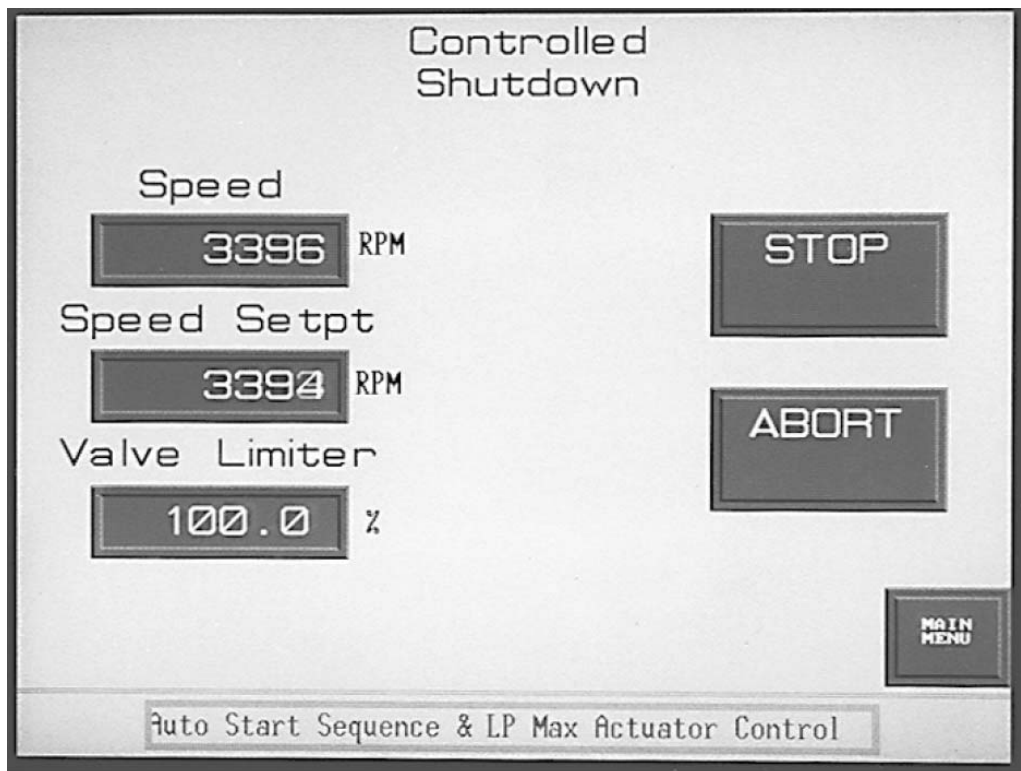 Controlled
Shutdown
Speed
3396 RPM
Speed Setpt
3394 RPM
Valve Limiter
100.0 %
STOP
ABORT
MAIN
MENU
Auto Start Sequence & LP Max Actuator Control